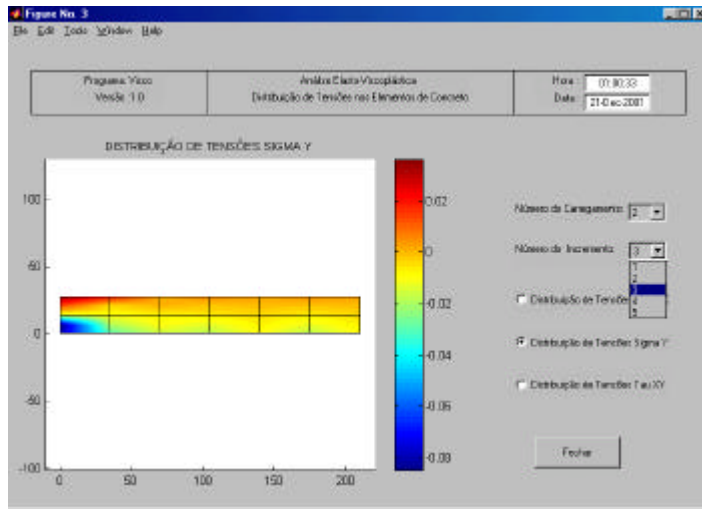 Figure No. 3
File Edit Tools Window Help
Programa: Visco
Versão: 1.0
Análise Elasto-Viscoplástica
Distribuição de Tensões nos Elementos de Concreto
Hora : 01:00:33
Data : 21-Dec-2001
DISTRIBUIÇÃO DE TENSÕES SIGMA Y
100
50
0
-50
-100
0 50 100 150 200
0.02
0
-0.02
-0.04
-0.06
-0.08
Número do Carregamento: 2
Número do Incremento: 3
1
2
3
4
5
Distribuição de Tensões
Distribuição de Tensões Sigma Y
Distribuição de Tensões Tau XY
Fechar